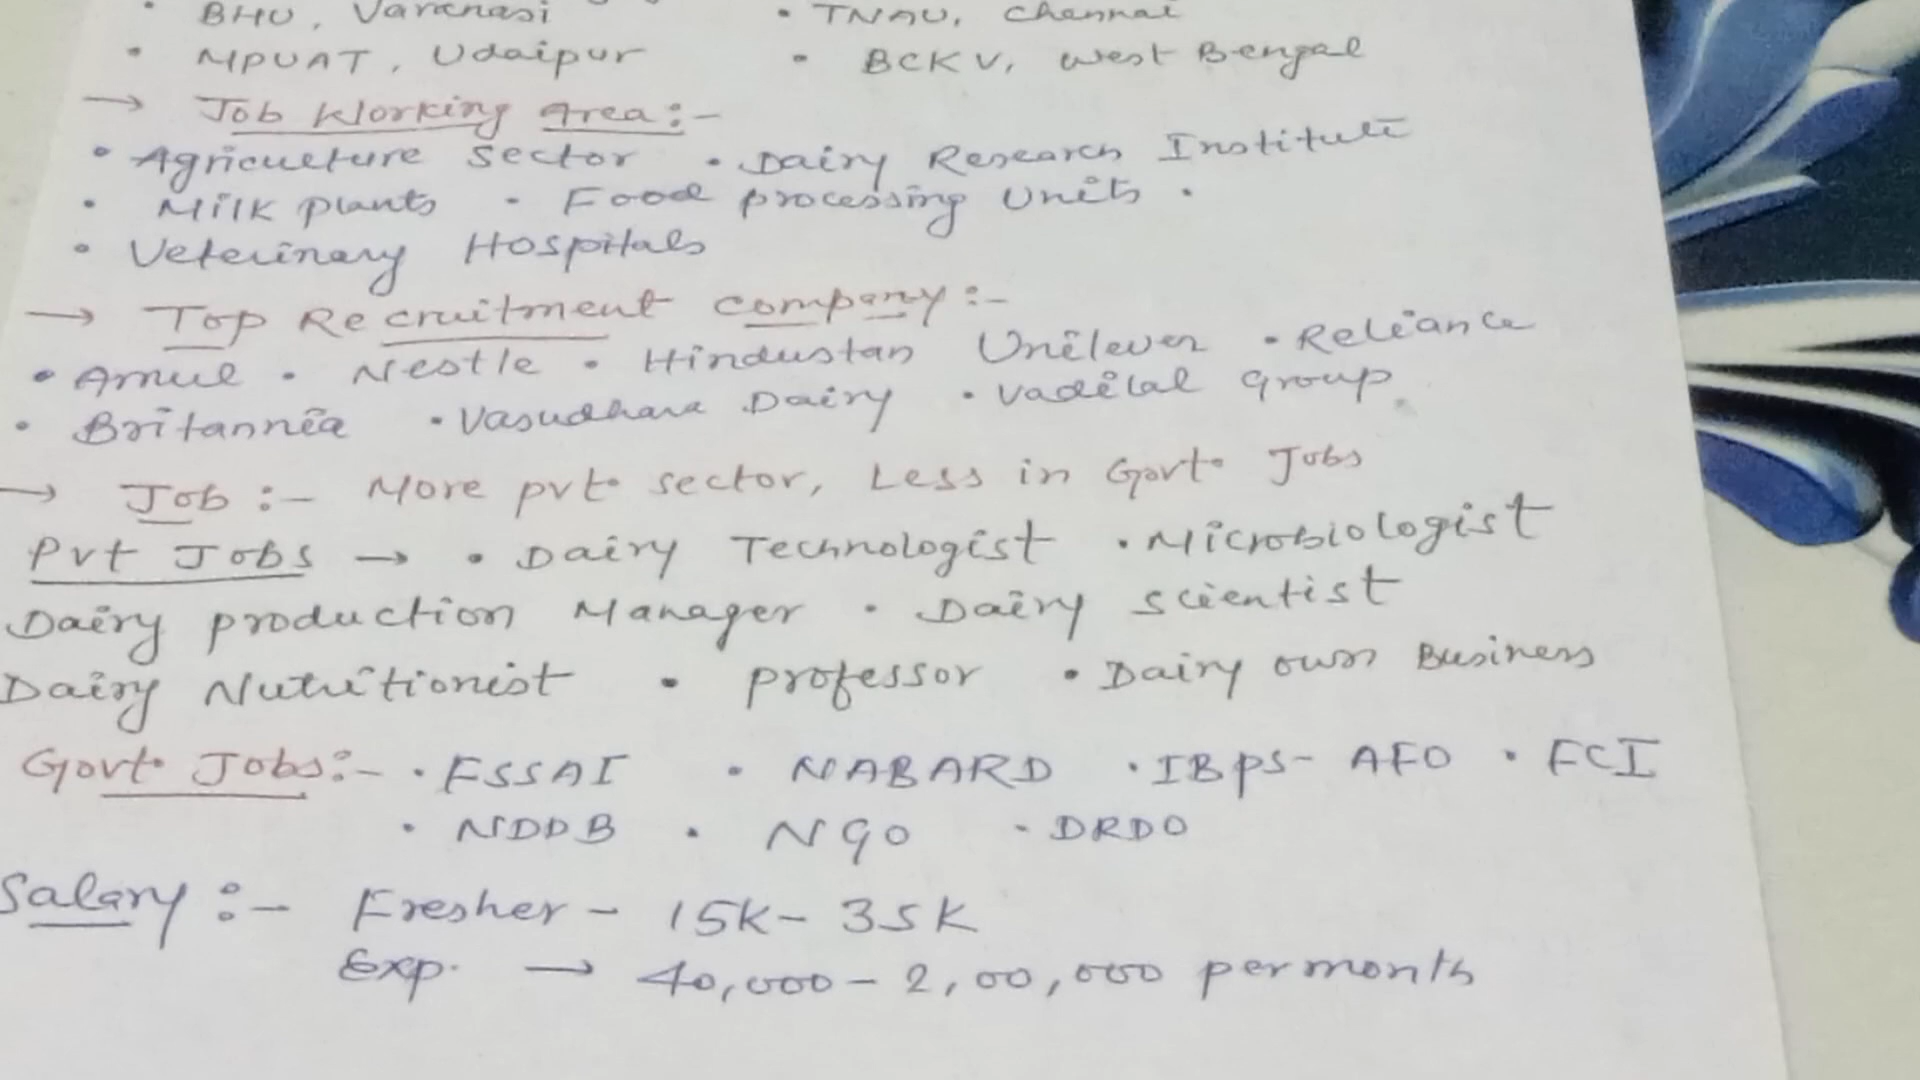 • BHU, Varanasi • TNAU, Chennai
• MPUAT, Udaipur • BCKV, West Bengal
→ Job Working Area:-
• Agriculture Sector • Dairy Research Institute
• Milk plants • Food processing Units •
• Veterinary Hospitals
→ Top Recruitment company:-
• Amul • Nestle • Hindustan Unilever • Reliance
• Britannia • Vasudhara Dairy • Vadilal group
→ Job:- More pvt. sector, Less in Govt. Jobs
Pvt Jobs → • Dairy Technologist • Microbiologist
Dairy production Manager • Dairy scientist
Dairy Nutritionist • professor • Dairy own Business
Govt. Jobs:- • FSSAI • NABARD • IBPS- AFO • FCI
• NDDB • NGO • DRDO
Salary:- Fresher - 15K- 35K
Exp. → 40,000 - 2,00,000 per month